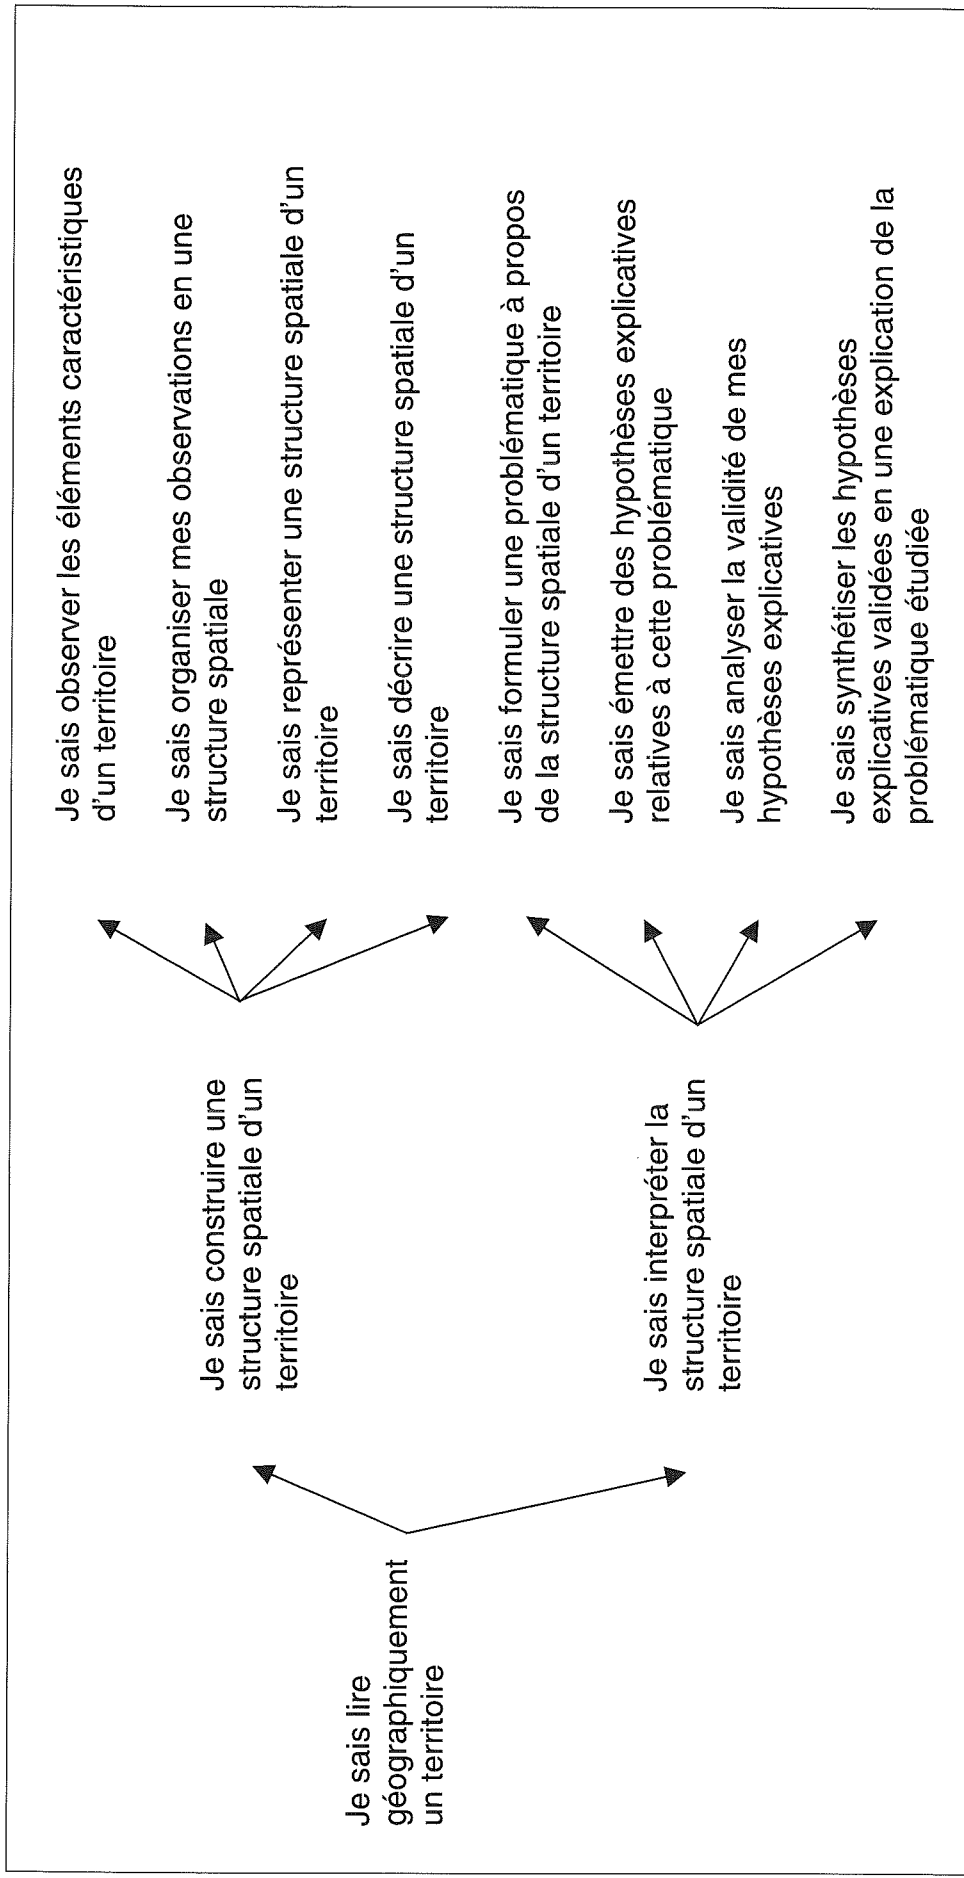 Je sais lire
géographiquement
un territoire
Je sais construire une
structure spatiale d'un
territoire
Je sais interpréter la
structure spatiale d'un
territoire
Je sais observer les éléments caractéristiques
d'un territoire
Je sais organiser mes observations en une
structure spatiale
Je sais représenter une structure spatiale d'un
territoire
Je sais décrire une structure spatiale d'un
territoire
Je sais formuler une problématique à propos
de la structure spatiale d'un territoire
Je sais émettre des hypothèses explicatives
relatives à cette problématique
Je sais analyser la validité de mes
hypothèses explicatives
Je sais synthétiser les hypothèses
explicatives validées en une explication de la
problématique étudiée